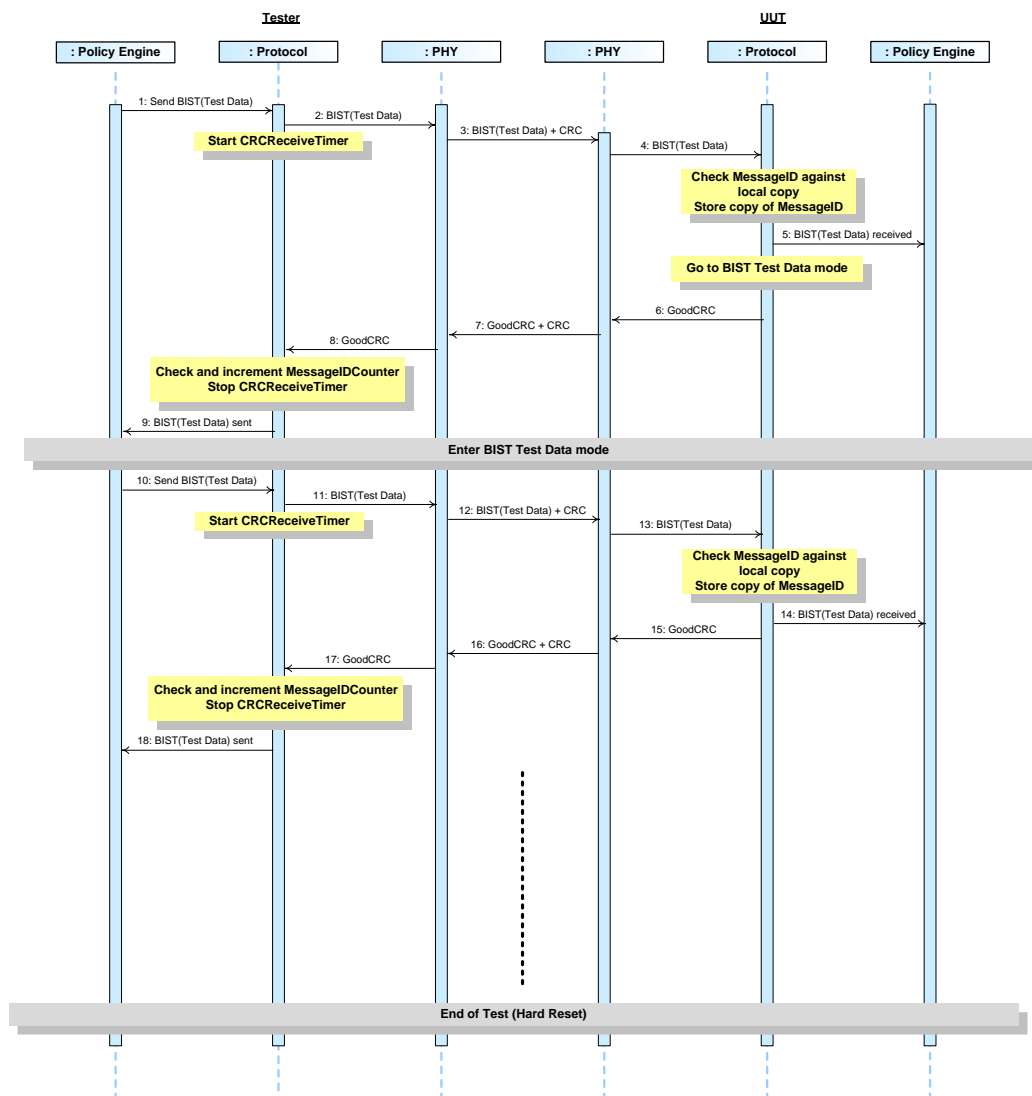 Tester
UUT
: Policy Engine
: Protocol
: PHY
: PHY
: Protocol
: Policy Engine
1: Send BIST(Test Data)
2: BIST(Test Data)
3: BIST(Test Data) + CRC
Start CRCReceiveTimer
4: BIST(Test Data)
Check MessageID against
local copy
Store copy of MessageID
5: BIST(Test Data) received
Go to BIST Test Data mode
6: GoodCRC
7: GoodCRC + CRC
8: GoodCRC
Check and increment MessageIDCounter
Stop CRCReceiveTimer
9: BIST(Test Data) sent
Enter BIST Test Data mode
10: Send BIST(Test Data)
11: BIST(Test Data)
12: BIST(Test Data) + CRC
Start CRCReceiveTimer
13: BIST(Test Data)
Check MessageID against
local copy
Store copy of MessageID
14: BIST(Test Data) received
15: GoodCRC
16: GoodCRC + CRC
17: GoodCRC
Check and increment MessageIDCounter
Stop CRCReceiveTimer
18: BIST(Test Data) sent
End of Test (Hard Reset)